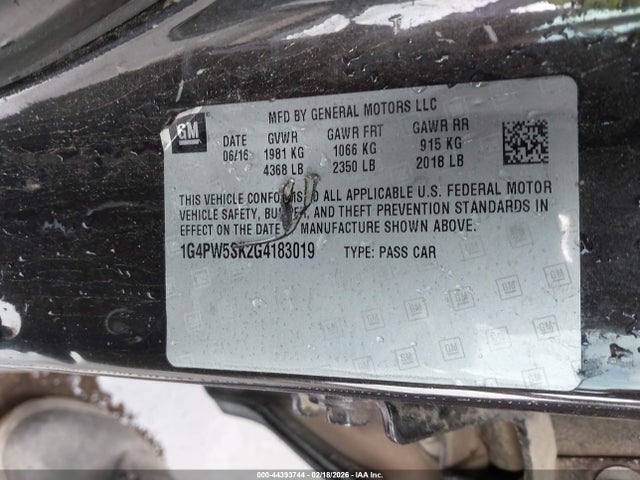 GM
MFD BY GENERAL MOTORS LLC
DATE GVWR GAWR FRT GAWR RR
06/16 1981 KG 1066 KG 915 KG
4368 LB 2350 LB 2018 LB
THIS VEHICLE CONFORMS TO ALL APPLICABLE U.S. FEDERAL MOTOR
VEHICLE SAFETY, BUMPER, AND THEFT PREVENTION STANDARDS IN
EFFECT ON THE DATE MANUFACTURE SHOWN ABOVE.
1G4PW5SK2G4183019 TYPE: PASS CAR
000-44393744 - 02/18/2026 - IAA Inc.